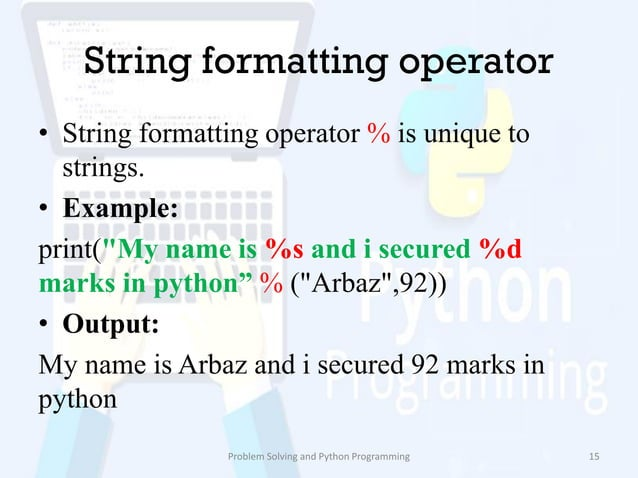 String formatting operator
• String formatting operator % is unique to
strings.
• Example:
print("My name is %s and i secured %d
marks in python” % ("Arbaz",92))
• Output:
My name is Arbaz and i secured 92 marks in
python
Python
Programming
Problem Solving and Python Programming
15